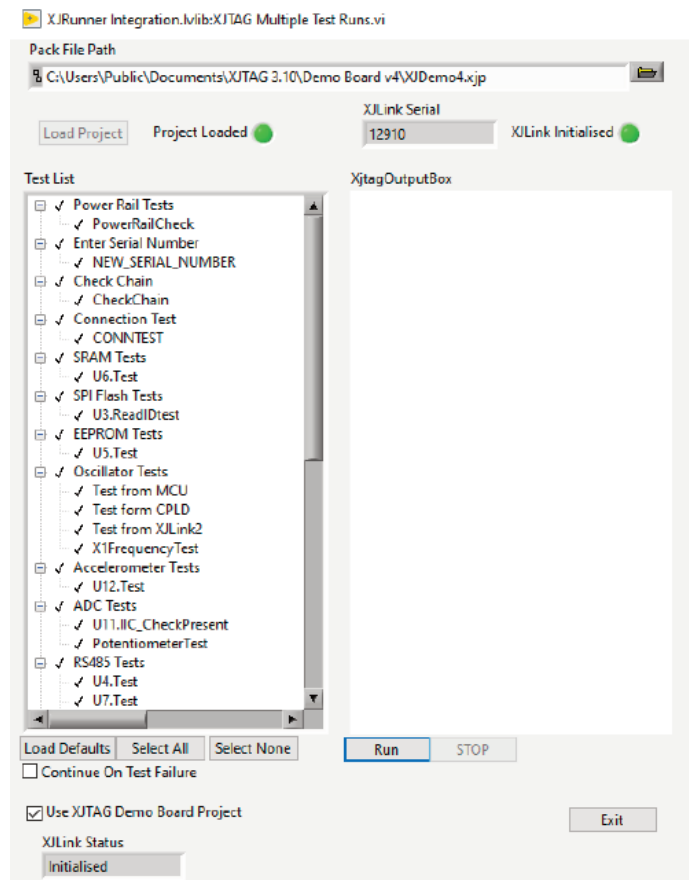 XJRunner Integration.lvlib:XJTAG Multiple Test Runs.vi
Pack File Path
C:\Users\Public\Documents\XJTAG 3.10\Demo Board v4\XJDemo4.xjp
XJLink Serial
Load Project Project Loaded 12910 XJLink Initialised
Test List XjtagOutputBox
Power Rail Tests
PowerRailCheck
Enter Serial Number
NEW_SERIAL_NUMBER
Check Chain
CheckChain
Connection Test
CONNTEST
SRAM Tests
U6.Test
SPI Flash Tests
U3.ReadIDtest
EEPROM Tests
U5.Test
Oscillator Tests
Test from MCU
Test form CPLD
Test from XJLink2
X1FrequencyTest
Accelerometer Tests
U12.Test
ADC Tests
U11.IIC_CheckPresent
PotentiometerTest
RS485 Tests
U4.Test
U7.Test
Load Defaults Select All Select None Run STOP
Continue On Test Failure
Use XJTAG Demo Board Project Exit
XJLink Status
Initialised